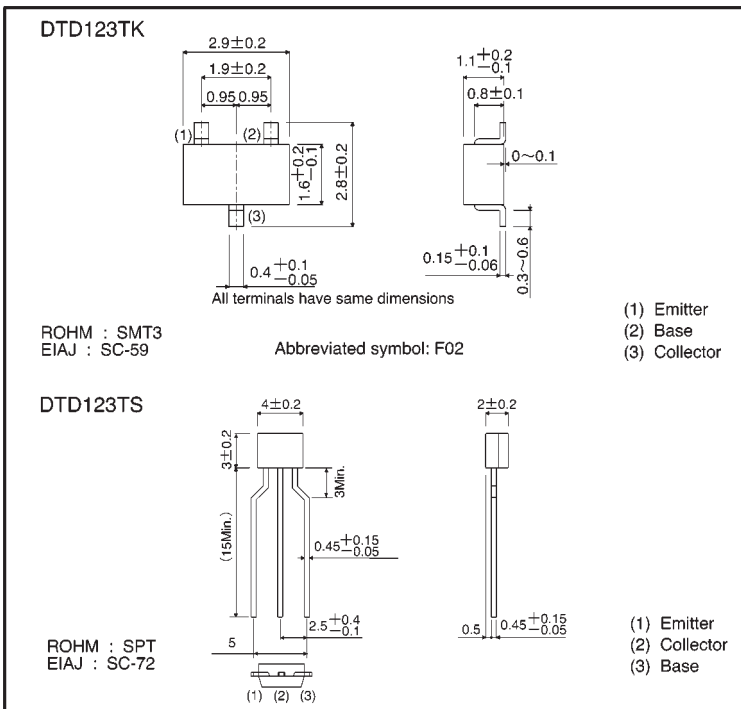 DTD123TK
2.9±0.2
1.9±0.2
0.95 0.95
(1) (2)
(3)
1.6+0.2−0.1
2.8±0.2
0.4+0.1−0.05
All terminals have same dimensions
1.1+0.2−0.1
0.8±0.1
0∼0.1
0.15+0.1−0.06
0.3∼0.6
ROHM : SMT3
EIAJ : SC-59
Abbreviated symbol: F02
(1) Emitter
(2) Base
(3) Collector
DTD123TS
4±0.2
3±0.2
(15Min.)
3Min.
0.45+0.15−0.05
2.5+0.4−0.1
5
(1) (2) (3)
2±0.2
0.5
0.45+0.15−0.05
ROHM : SPT
EIAJ : SC-72
(1) Emitter
(2) Collector
(3) Base